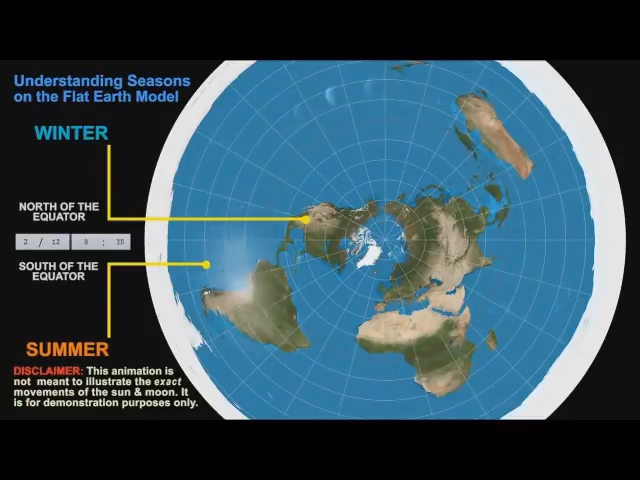 Understanding Seasons
on the Flat Earth Model
WINTER
NORTH OF THE
EQUATOR
2 / 12
SOUTH OF THE
EQUATOR
SUMMER
DISCLAIMER: This animation is
not meant to illustrate the exact
movements of the sun & moon. It
is for demonstration purposes only.